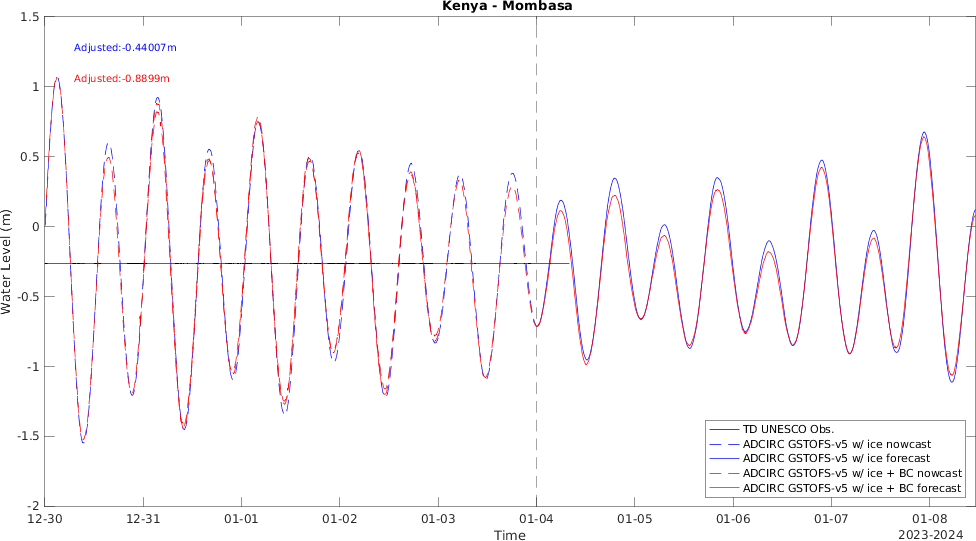 Kenya - Mombasa
Adjusted:-0.44007m
Adjusted:-0.8899m
1.5
1
0.5
0
-0.5
-1
-1.5
-2
Water Level (m)
TD UNESCO Obs.
ADCIRC GSTOFS-v5 w/ ice nowcast
ADCIRC GSTOFS-v5 w/ ice forecast
ADCIRC GSTOFS-v5 w/ ice + BC nowcast
ADCIRC GSTOFS-v5 w/ ice + BC forecast
12-30 12-31 01-01 01-02 01-03 01-04 01-05 01-06 01-07 01-08
Time
2023-2024